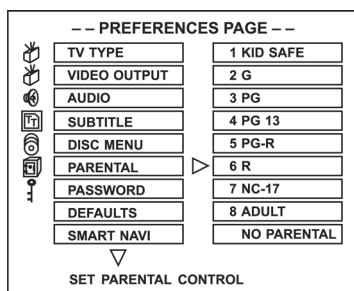 -- PREFERENCES PAGE --
TV TYPE
VIDEO OUTPUT
AUDIO
SUBTITLE
DISC MENU
PARENTAL
PASSWORD
DEFAULTS
SMART NAVI
1 KID SAFE
2 G
3 PG
4 PG 13
5 PG-R
6 R
7 NC-17
8 ADULT
NO PARENTAL
SET PARENTAL CONTROL